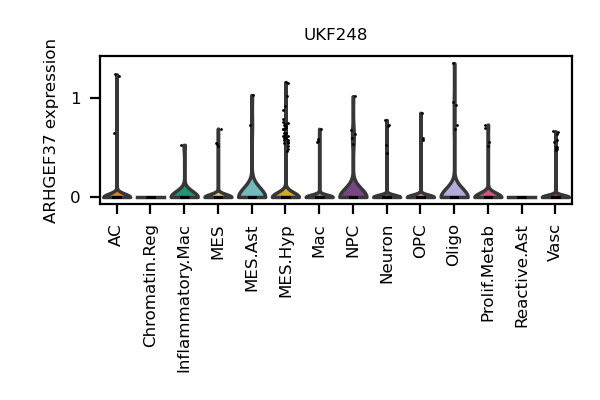 UKF248
ARHGEF37 expression
1
0
AC
Chromatin.Reg
Inflammatory.Mac
MES
MES.Ast
MES.Hyp
Mac
NPC
Neuron
OPC
Oligo
Prolif.Metab
Reactive.Ast
Vasc